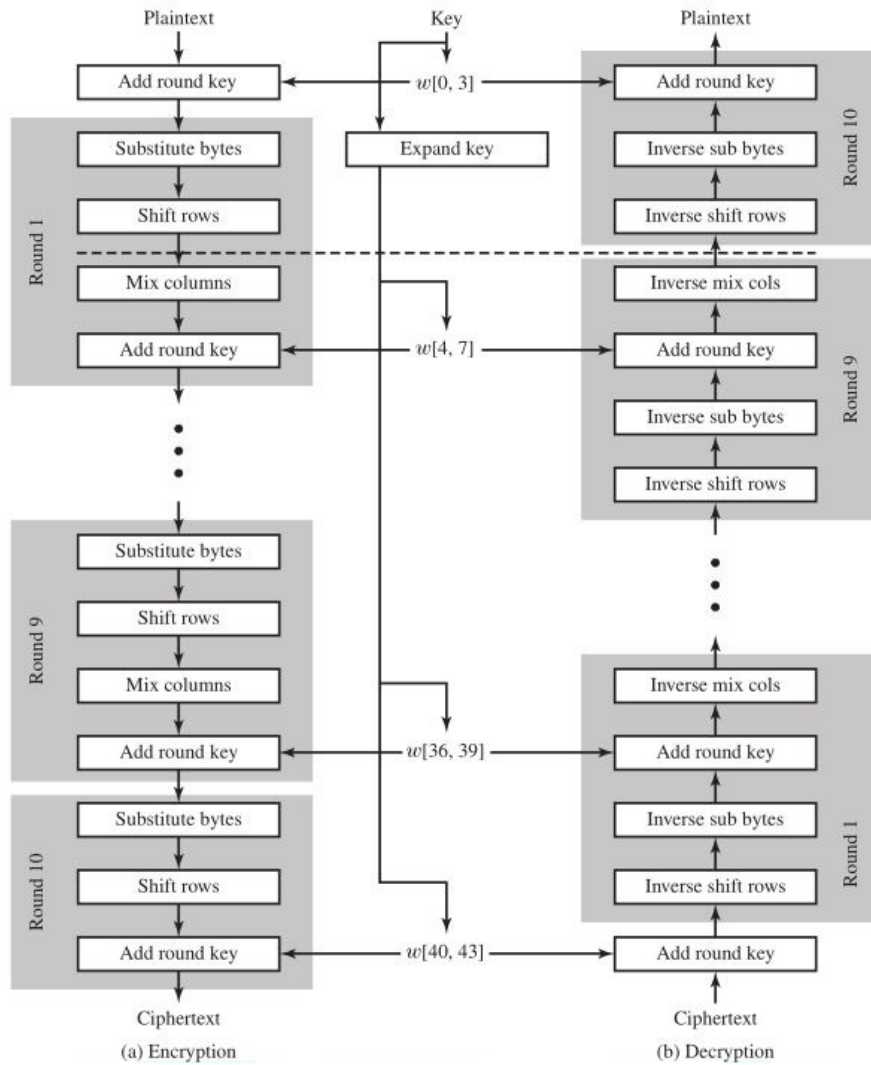 Plaintext
Key
Plaintext
Add round key
w[0, 3]
Add round key
Substitute bytes
Expand key
Inverse sub bytes
Round 1
Round 10
Shift rows
Inverse shift rows
Mix columns
Inverse mix cols
Add round key
w[4, 7]
Add round key
Round 9
Inverse sub bytes
Inverse shift rows
Substitute bytes
Round 9
Shift rows
Mix columns
Inverse mix cols
Add round key
w[36, 39]
Add round key
Substitute bytes
Inverse sub bytes
Round 10
Round 1
Shift rows
Inverse shift rows
Add round key
w[40, 43]
Add round key
Ciphertext
Ciphertext
(a) Encryption
(b) Decryption